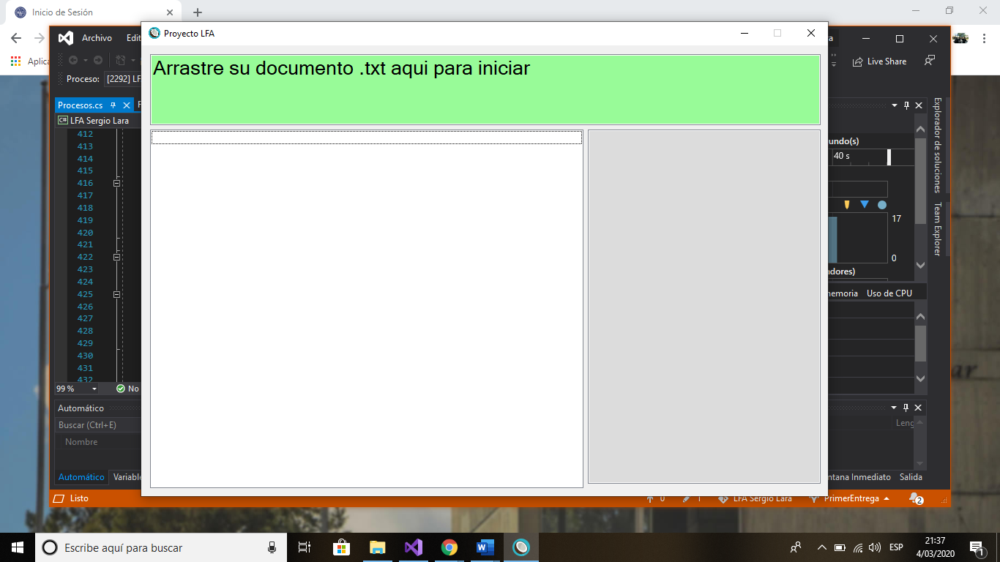 Inicio de Sesión
Aplica
Archivo
Edit
a
Live Share
Proceso:
[2292] LF
Procesos.cs
LFA Sergio Lara
412
413
414
415
416
417
418
419
420
421
422
423
424
425
426
427
428
429
430
431
432
99 %
No
Automático
Buscar (Ctrl+E)
Nombre
Automático
Variable
Listo
Proyecto LFA
Arrastre su documento .txt aqui para iniciar
undo(s)
40 s
17
0
adores)
memoria
Uso de CPU
Leng
ntana Inmediato
Salida
0
1
LFA Sergio Lara
PrimerEntrega
2
Explorador de soluciones
Team Explorer
ar
Escribe aquí para buscar
ESP
21:37
4/03/2020
1